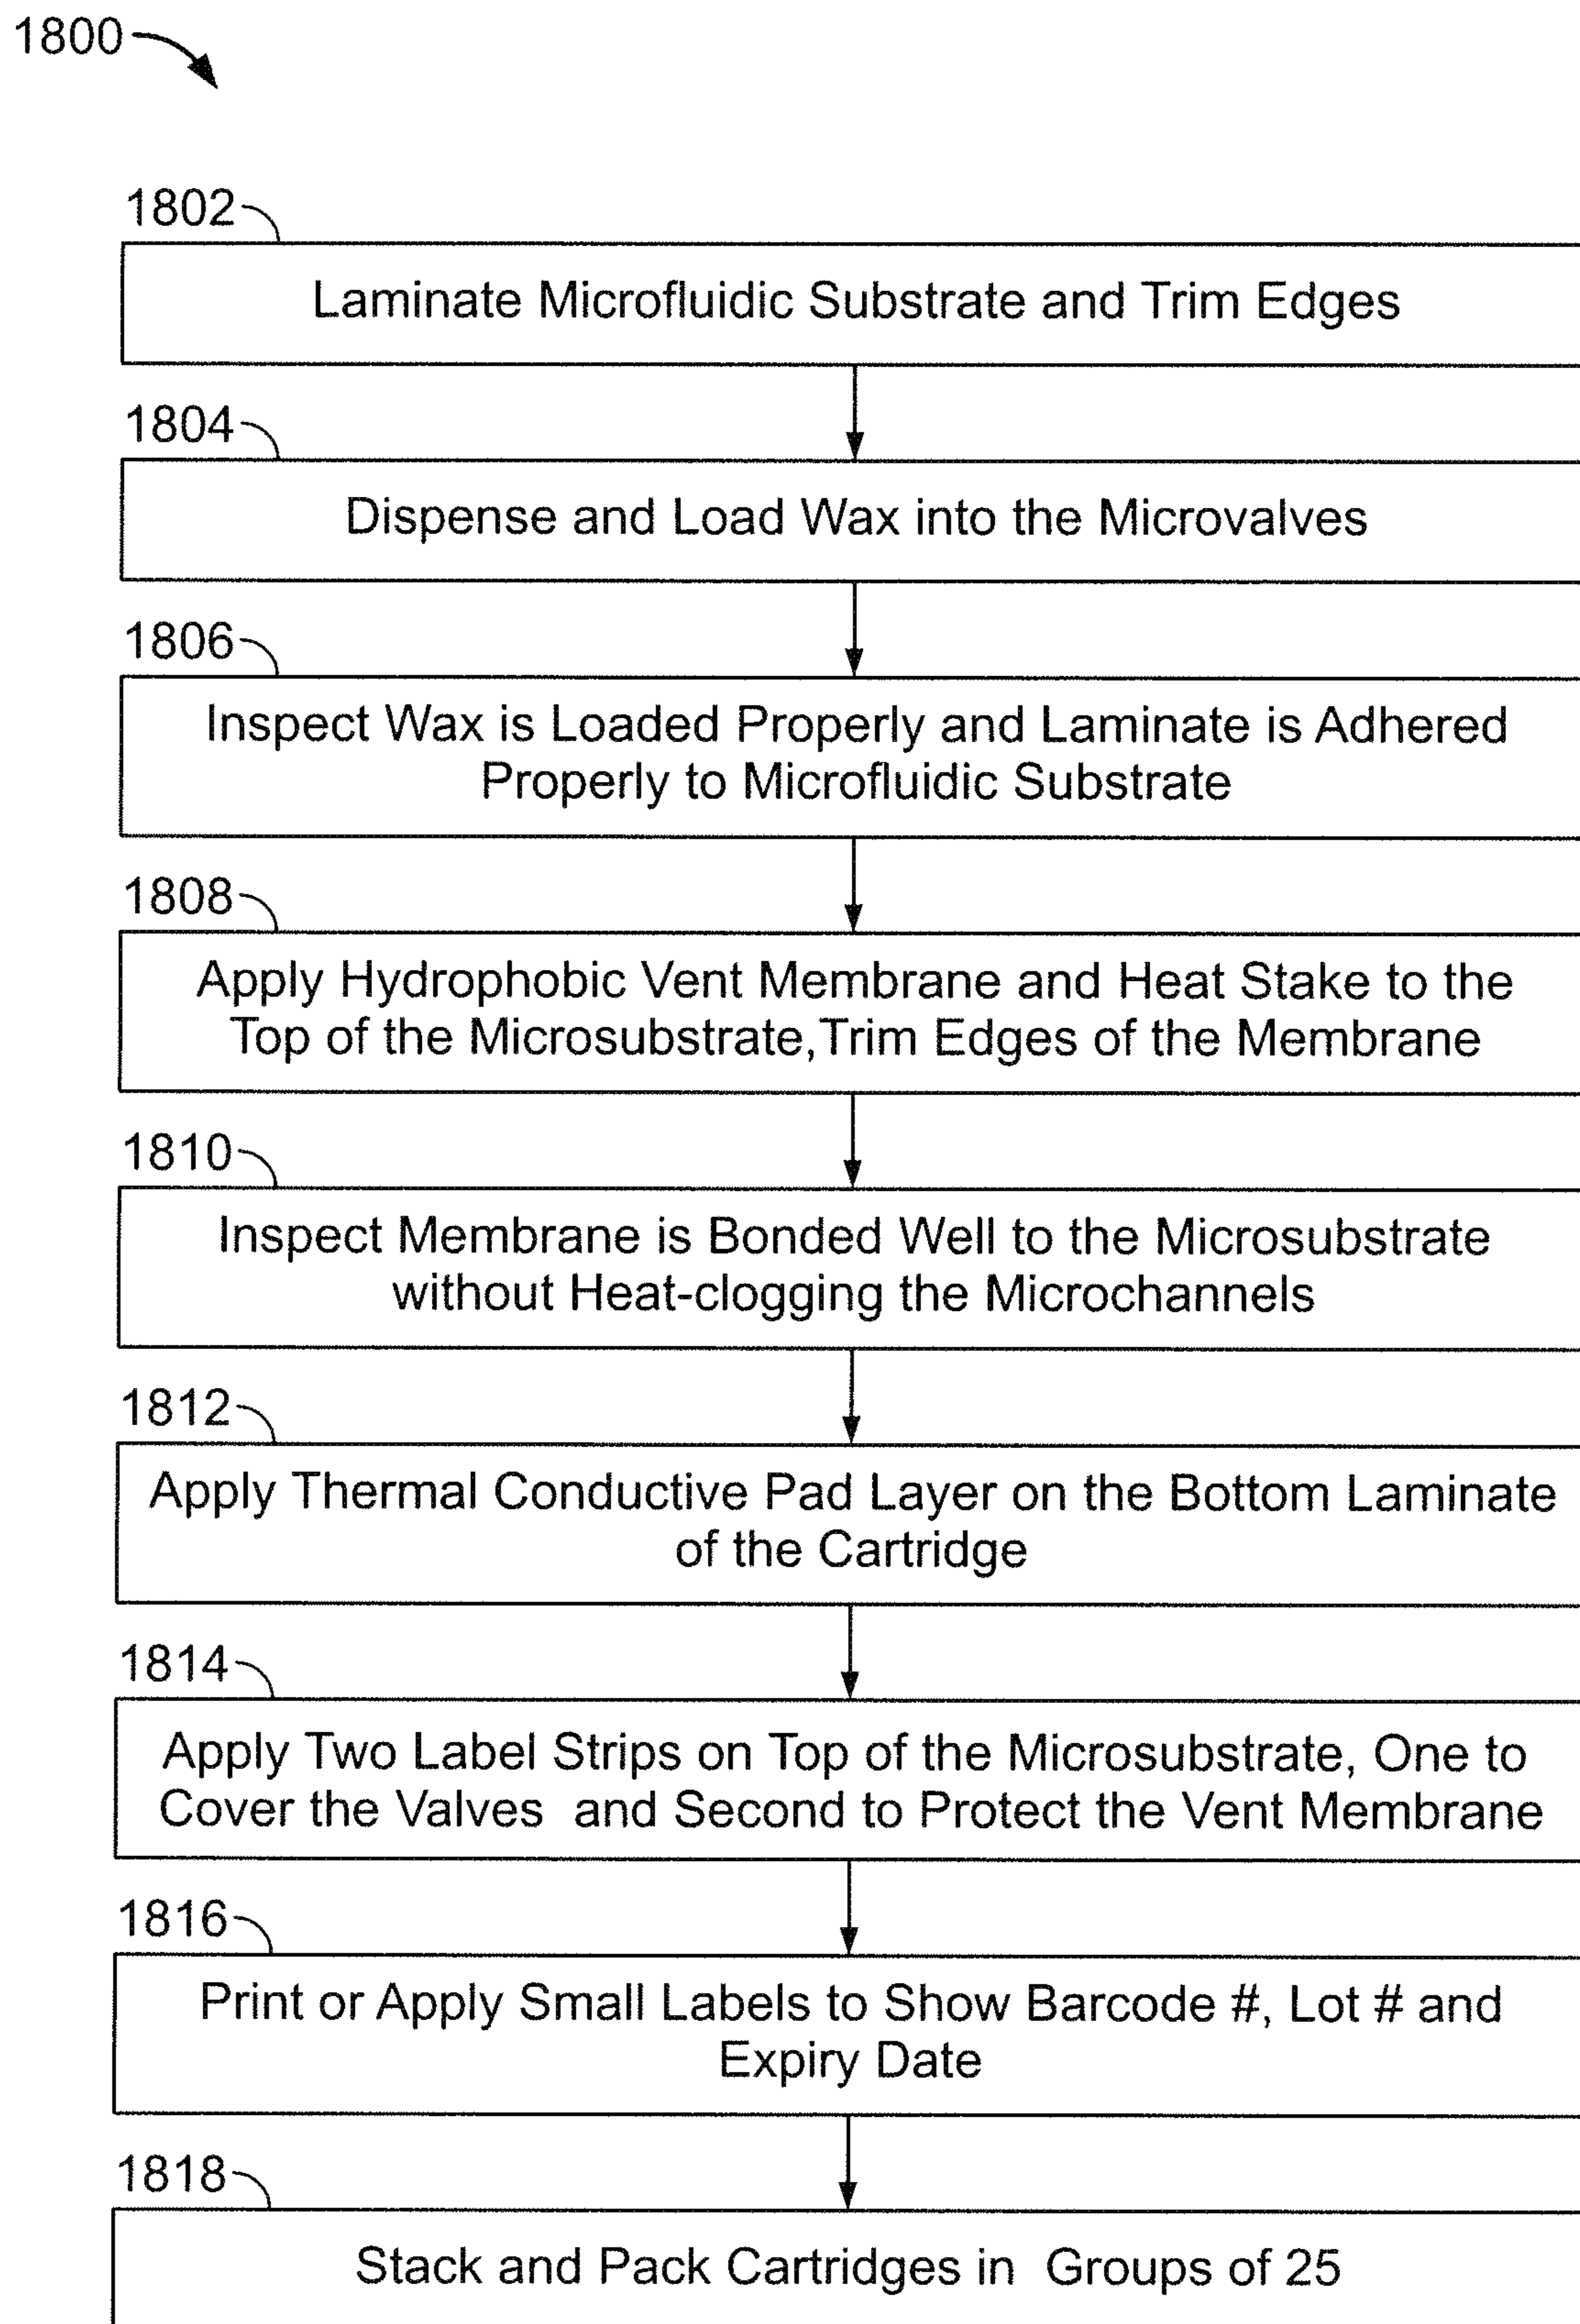 1800
1802
Laminate Microfluidic Substrate and Trim Edges
1804
Dispense and Load Wax into the Microvalves
1806
Inspect Wax is Loaded Properly and Laminate is Adhered
Properly to Microfluidic Substrate
1808
Apply Hydrophobic Vent Membrane and Heat Stake to the
Top of the Microsubstrate,Trim Edges of the Membrane
1810
Inspect Membrane is Bonded Well to the Microsubstrate
without Heat-clogging the Microchannels
1812
Apply Thermal Conductive Pad Layer on the Bottom Laminate
of the Cartridge
1814
Apply Two Label Strips on Top of the Microsubstrate, One to
Cover the Valves  and Second to Protect the Vent Membrane
1816
Print or Apply Small Labels to Show Barcode #, Lot # and
Expiry Date
1818
Stack and Pack Cartridges in  Groups of 25